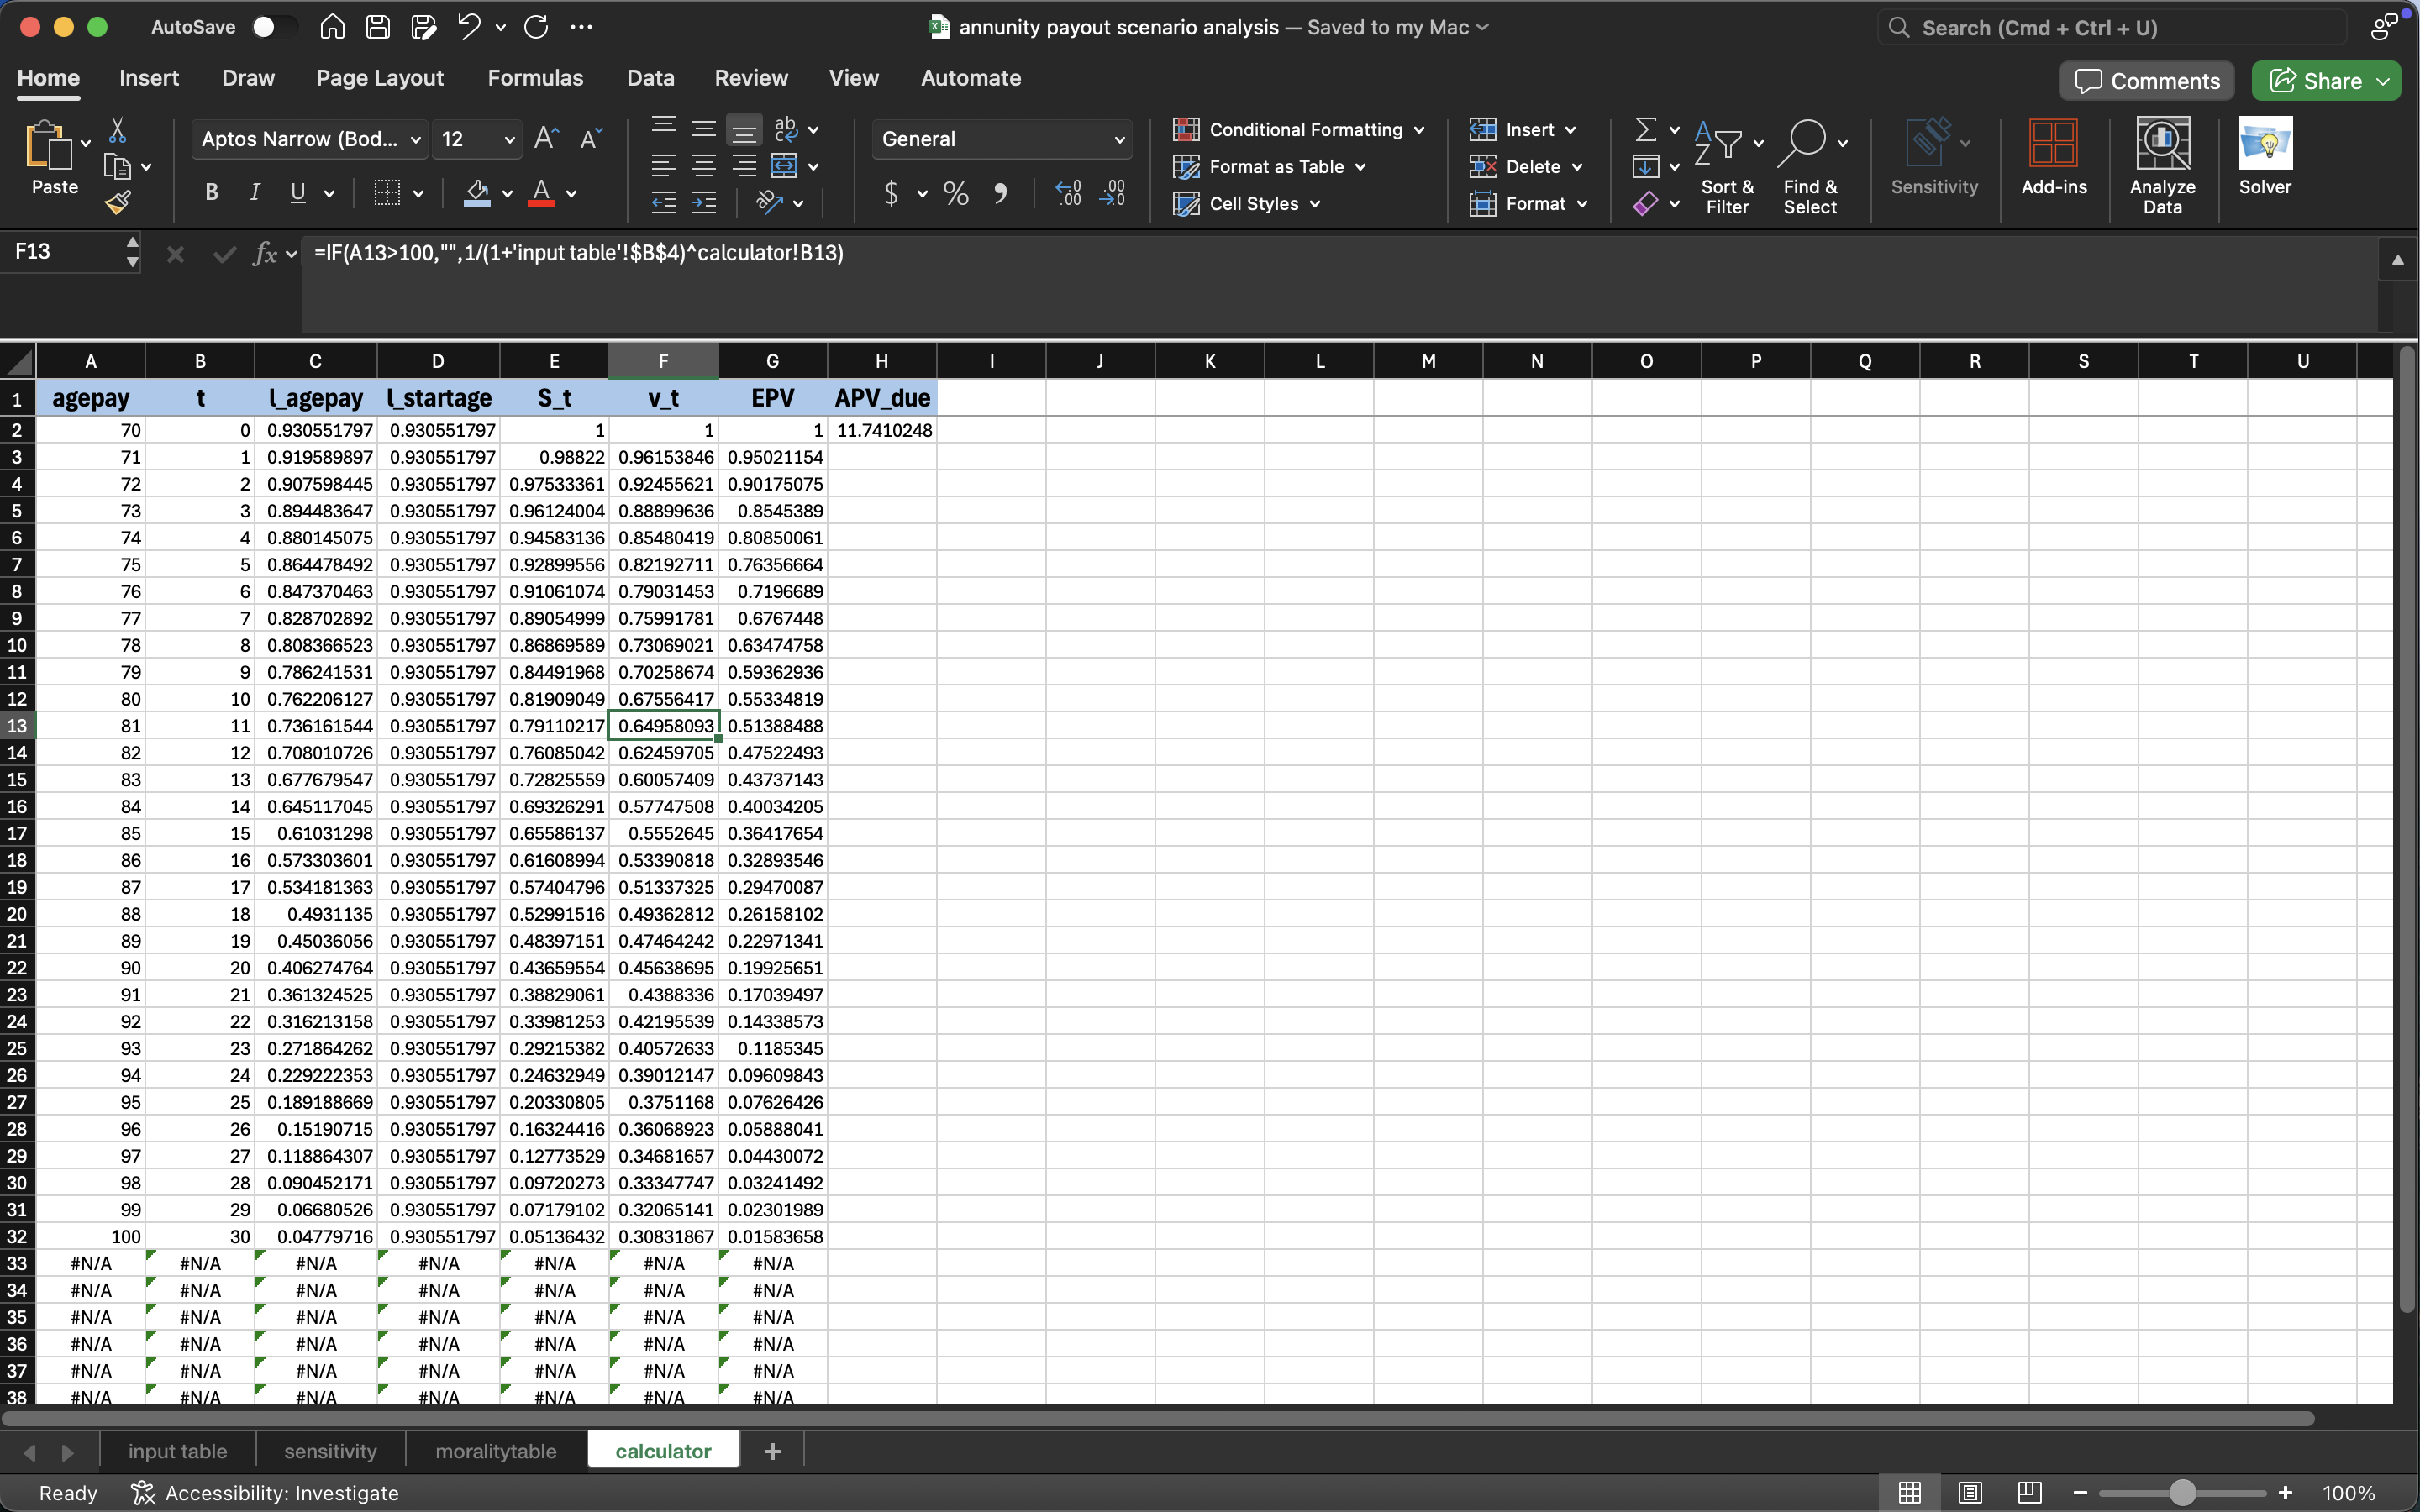 AutoSave
annunity payout scenario analysis — Saved to my Mac
Search (Cmd + Ctrl + U)
Home Insert Draw Page Layout Formulas Data Review View Automate
Comments Share
Paste
Aptos Narrow (Bod... 12
B I U
General
$ % 9
Conditional Formatting
Format as Table
Cell Styles
Insert
Delete
Format
Sort & Filter
Find & Select
Sensitivity
Add-ins
Analyze Data
Solver
F13 fx =IF(A13>100,"",1/(1+'input table'!$B$4)^calculator!B13)
A B C D E F G H I J K L M N O P Q R S T U
1 agepay t l_agepay l_startage S_t v_t EPV APV_due
2 70 0 0.930551797 0.930551797 1 1 1 11.7410248
3 71 1 0.919589897 0.930551797 0.98822 0.96153846 0.95021154
4 72 2 0.907598445 0.930551797 0.97533361 0.92455621 0.90175075
5 73 3 0.894483647 0.930551797 0.96124004 0.88899636 0.8545389
6 74 4 0.880145075 0.930551797 0.94583136 0.85480419 0.80850061
7 75 5 0.864478492 0.930551797 0.92899556 0.82192711 0.76356664
8 76 6 0.847370463 0.930551797 0.91061074 0.79031453 0.7196689
9 77 7 0.828702892 0.930551797 0.89054999 0.75991781 0.6767448
10 78 8 0.808366523 0.930551797 0.86869589 0.73069021 0.63474758
11 79 9 0.786241531 0.930551797 0.84491968 0.70258674 0.59362936
12 80 10 0.762206127 0.930551797 0.81909049 0.67556417 0.55334819
13 81 11 0.736161544 0.930551797 0.79110217 0.64958093 0.51388488
14 82 12 0.708010726 0.930551797 0.76085042 0.62459705 0.47522493
15 83 13 0.677679547 0.930551797 0.72825559 0.60057409 0.43737143
16 84 14 0.645117045 0.930551797 0.69326291 0.57747508 0.40034205
17 85 15 0.61031298 0.930551797 0.65586137 0.5552645 0.36417654
18 86 16 0.573303601 0.930551797 0.61608994 0.53390818 0.32893546
19 87 17 0.534181363 0.930551797 0.57404796 0.51337325 0.29470087
20 88 18 0.4931135 0.930551797 0.52991516 0.49362812 0.26158102
21 89 19 0.45036056 0.930551797 0.48397151 0.47464242 0.22971341
22 90 20 0.406274764 0.930551797 0.43659554 0.45638695 0.19925651
23 91 21 0.361324525 0.930551797 0.38829061 0.4388336 0.17039497
24 92 22 0.316213158 0.930551797 0.33981253 0.42195539 0.14338573
25 93 23 0.271864262 0.930551797 0.29215382 0.40572633 0.1185345
26 94 24 0.229222353 0.930551797 0.24632949 0.39012147 0.09609843
27 95 25 0.189188669 0.930551797 0.20330805 0.3751168 0.07626426
28 96 26 0.15190715 0.930551797 0.16324416 0.36068923 0.05888041
29 97 27 0.118864307 0.930551797 0.12773529 0.34681657 0.04430072
30 98 28 0.090452171 0.930551797 0.09720273 0.33347747 0.03241492
31 99 29 0.06680526 0.930551797 0.07179102 0.32065141 0.02301989
32 100 30 0.04779716 0.930551797 0.05136432 0.30831867 0.01583658
33 #N/A #N/A #N/A #N/A #N/A #N/A #N/A
34 #N/A #N/A #N/A #N/A #N/A #N/A #N/A
35 #N/A #N/A #N/A #N/A #N/A #N/A #N/A
36 #N/A #N/A #N/A #N/A #N/A #N/A #N/A
37 #N/A #N/A #N/A #N/A #N/A #N/A #N/A
38 #N/A #N/A #N/A #N/A #N/A #N/A #N/A
input table sensitivity moralitytable calculator +
Ready Accessibility: Investigate 100%